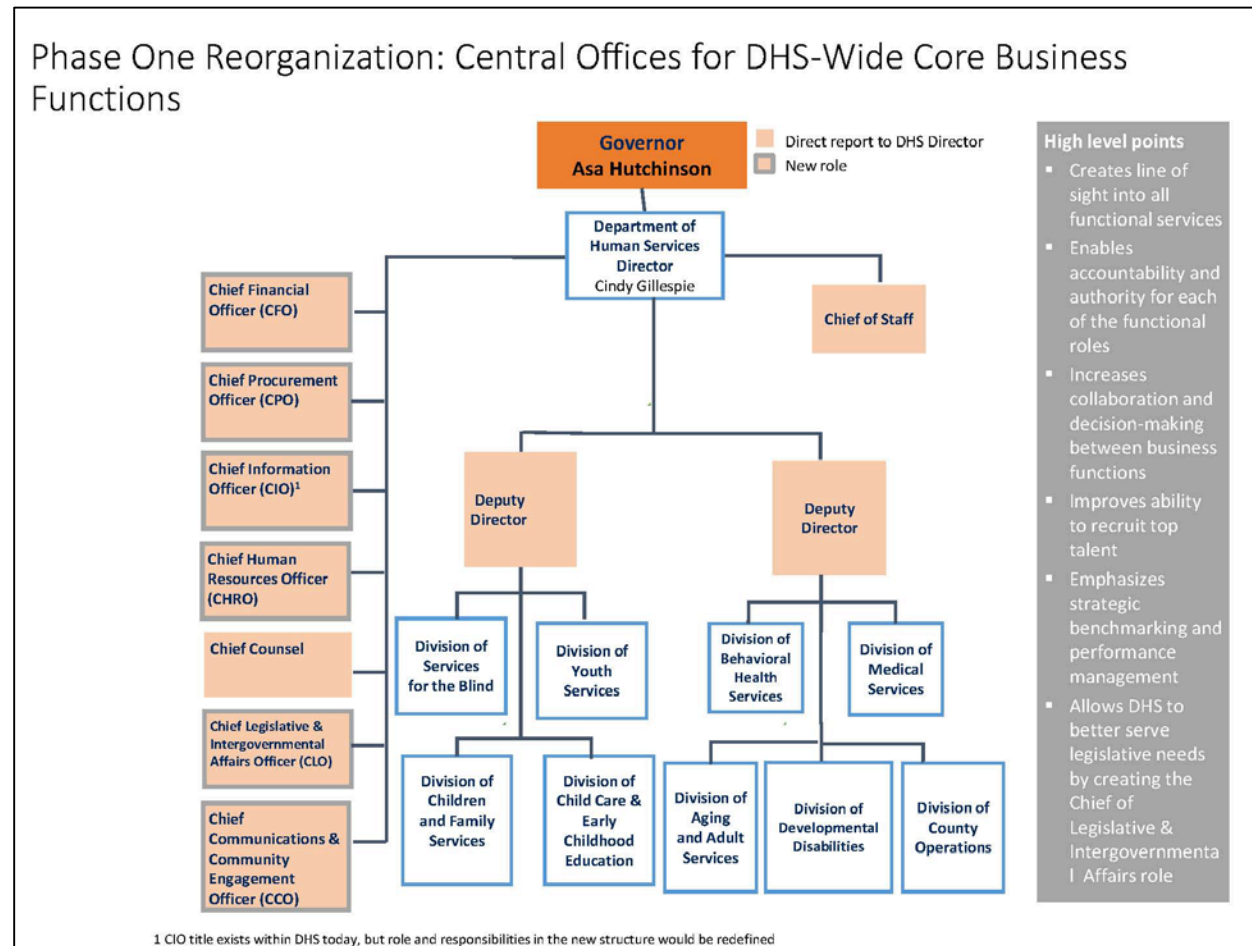 Phase One Reorganization: Central Offices for DHS-Wide Core Business
Functions
Governor
Asa Hutchinson
Direct report to DHS Director
New role
Department of
Human Services
Director
Cindy Gillespie
Chief of Staff
Chief Financial
Officer (CFO)
Chief Procurement
Officer (CPO)
Chief Information
Officer (CIO)¹
Chief Human
Resources Officer
(CHRO)
Chief Counsel
Chief Legislative &
Intergovernmental
Affairs Officer (CLO)
Chief
Communications &
Community
Engagement
Officer (CCO)
Deputy
Director
Deputy
Director
Division of
Services
for the Blind
Division of
Youth
Services
Division of
Behavioral
Health
Services
Division of
Medical
Services
Division of
Children
and Family
Services
Division of
Child Care &
Early
Childhood
Education
Division of
Aging
and Adult
Services
Division of
Developmental
Disabilities
Division of
County
Operations
High level points
▪ Creates line of
sight into all
functional services
▪ Enables
accountability and
authority for each
of the functional
roles
▪ Increases
collaboration and
decision-making
between business
functions
▪ Improves ability
to recruit top
talent
▪ Emphasizes
strategic
benchmarking and
performance
management
▪ Allows DHS to
better serve
legislative needs
by creating the
Chief of
Legislative &
Intergovernmenta
l Affairs role
1 CIO title exists within DHS today, but role and responsibilities in the new structure would be redefined